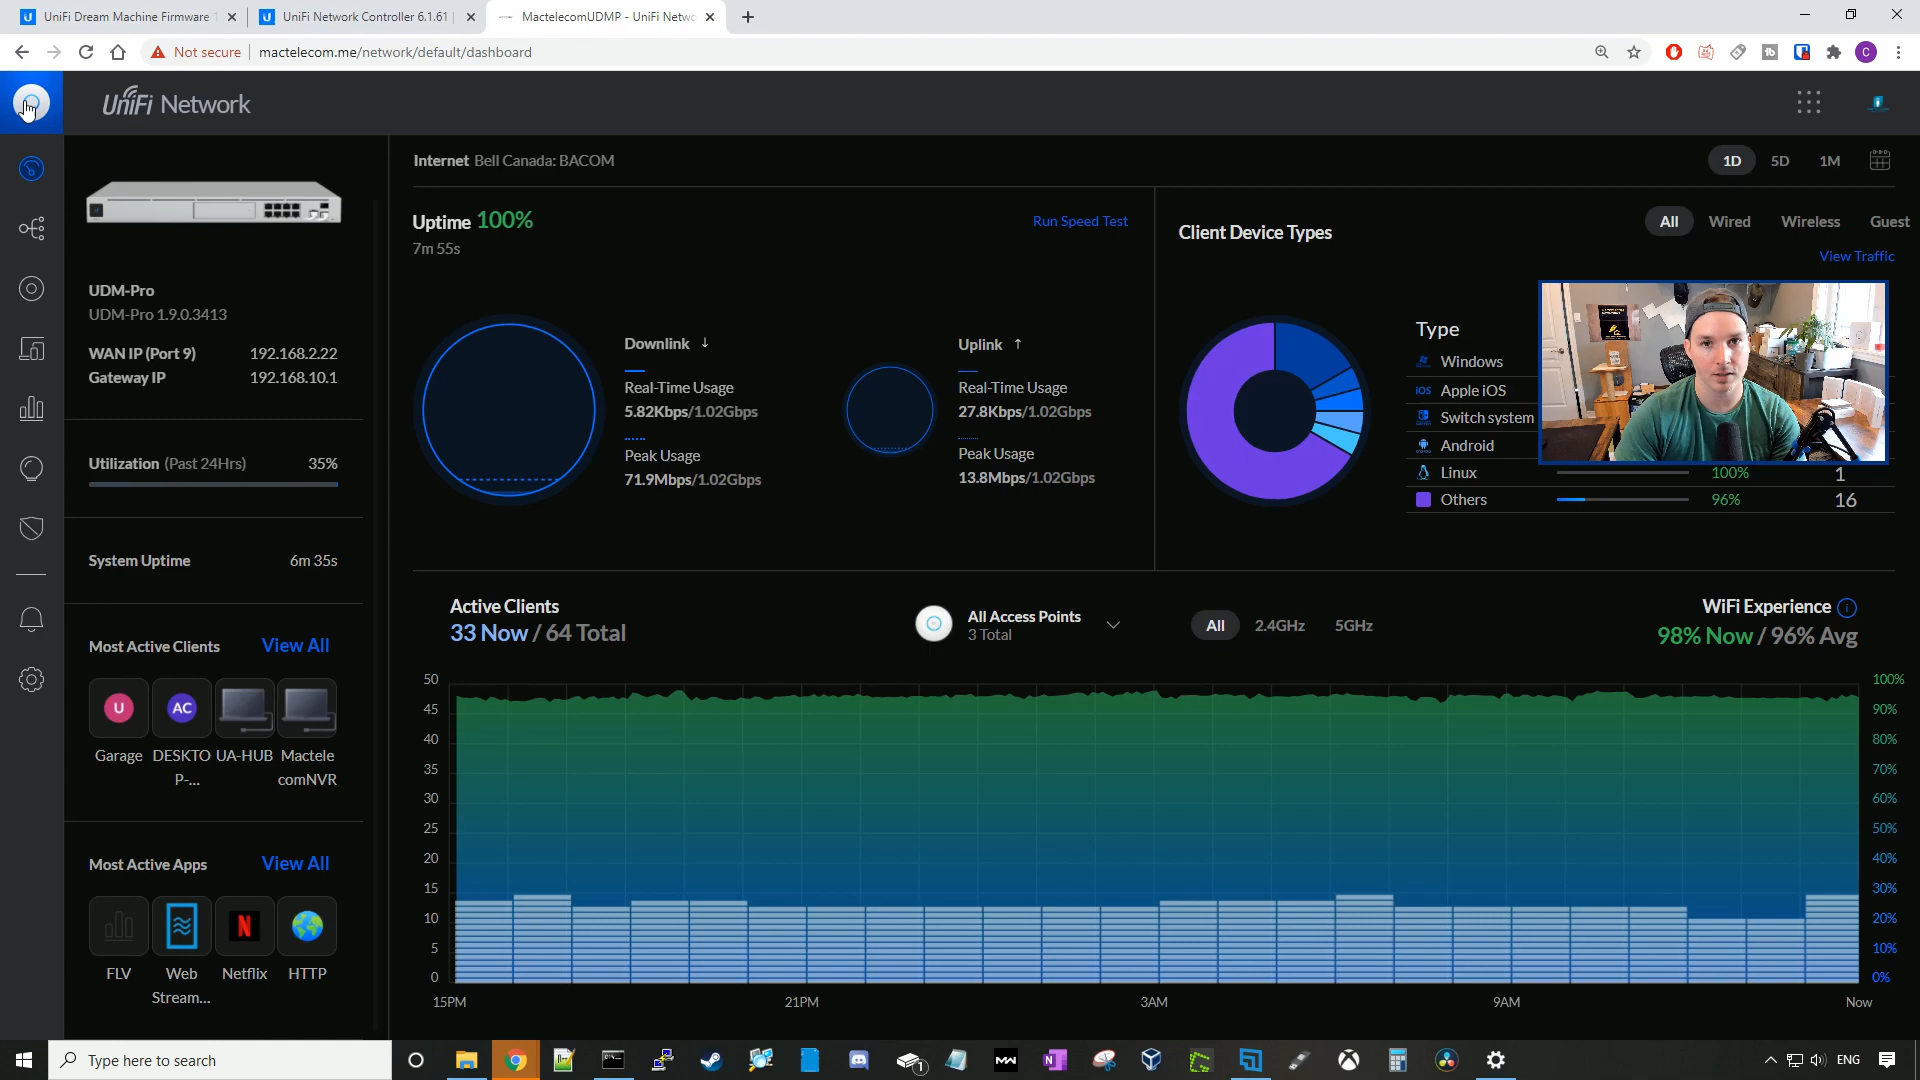 UniFi Dream Machine Firmware 1
UniFi Network Controller 6.1.61 |
MactelecomUDMP - UniFi Netwo
Not secure
mactelecom.me/network/default/dashboard
UniFi Network
Internet Bell Canada: BACOM
1D
5D
1M
Uptime 100%
7m 55s
Run Speed Test
Client Device Types
All
Wired
Wireless
Guest
View Traffic
UDM-Pro
UDM-Pro 1.9.0.3413
WAN IP (Port 9) 192.168.2.22
Gateway IP 192.168.10.1
Downlink ↓
Real-Time Usage
5.82Kbps/1.02Gbps
Peak Usage
71.9Mbps/1.02Gbps
Uplink ↑
Real-Time Usage
27.8Kbps/1.02Gbps
Peak Usage
13.8Mbps/1.02Gbps
Type
Windows
iOS Apple iOS
Switch system
Android
Linux 100% 1
Others 96% 16
Utilization (Past 24Hrs) 35%
System Uptime 6m 35s
Most Active Clients View All
U
AC
Garage
DESKTO
P-...
UA-HUB
Mactele
comNVR
Most Active Apps View All
N
FLV
Web
Stream...
Netflix
HTTP
Active Clients
33 Now / 64 Total
All Access Points
3 Total
All
2.4GHz
5GHz
WiFi Experience
98% Now / 96% Avg
50
45
40
35
30
25
20
15
10
5
0
100%
90%
80%
70%
60%
50%
40%
30%
20%
10%
0%
15PM
21PM
3AM
9AM
Now
Type here to search
1
ENG